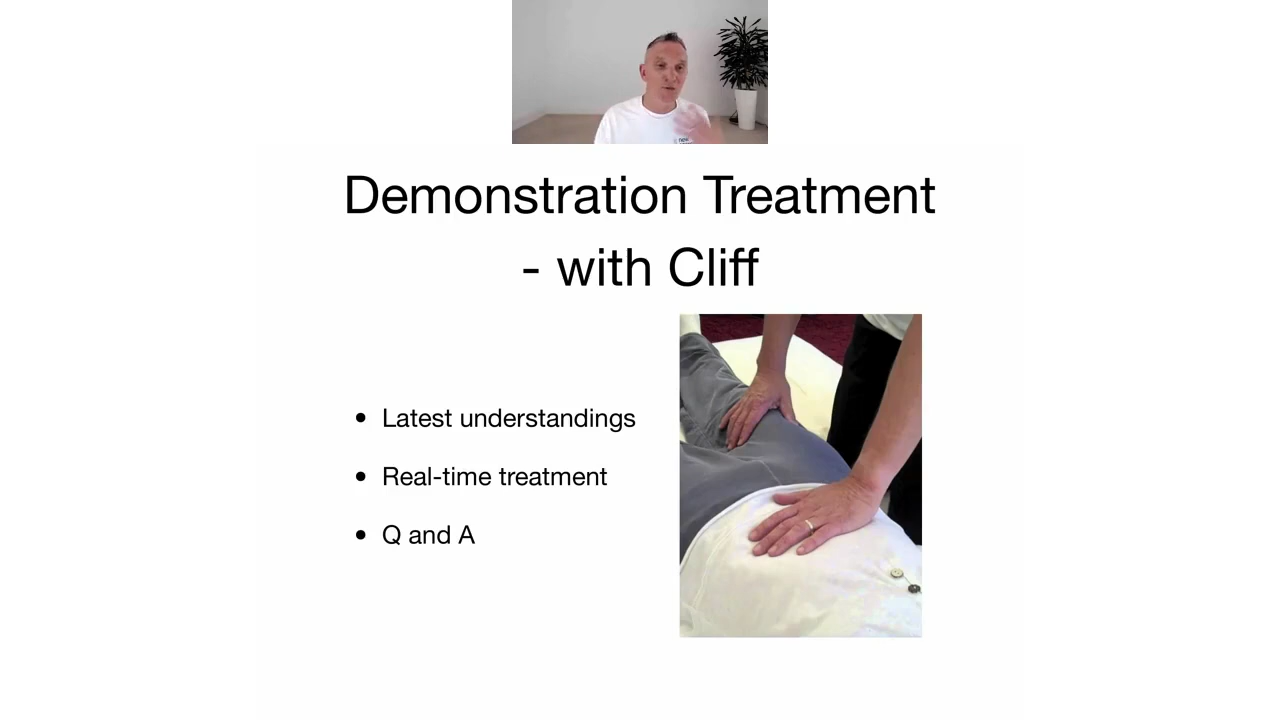 Demonstration Treatment
- with Cliff
• Latest understandings
• Real-time treatment
• Q and A